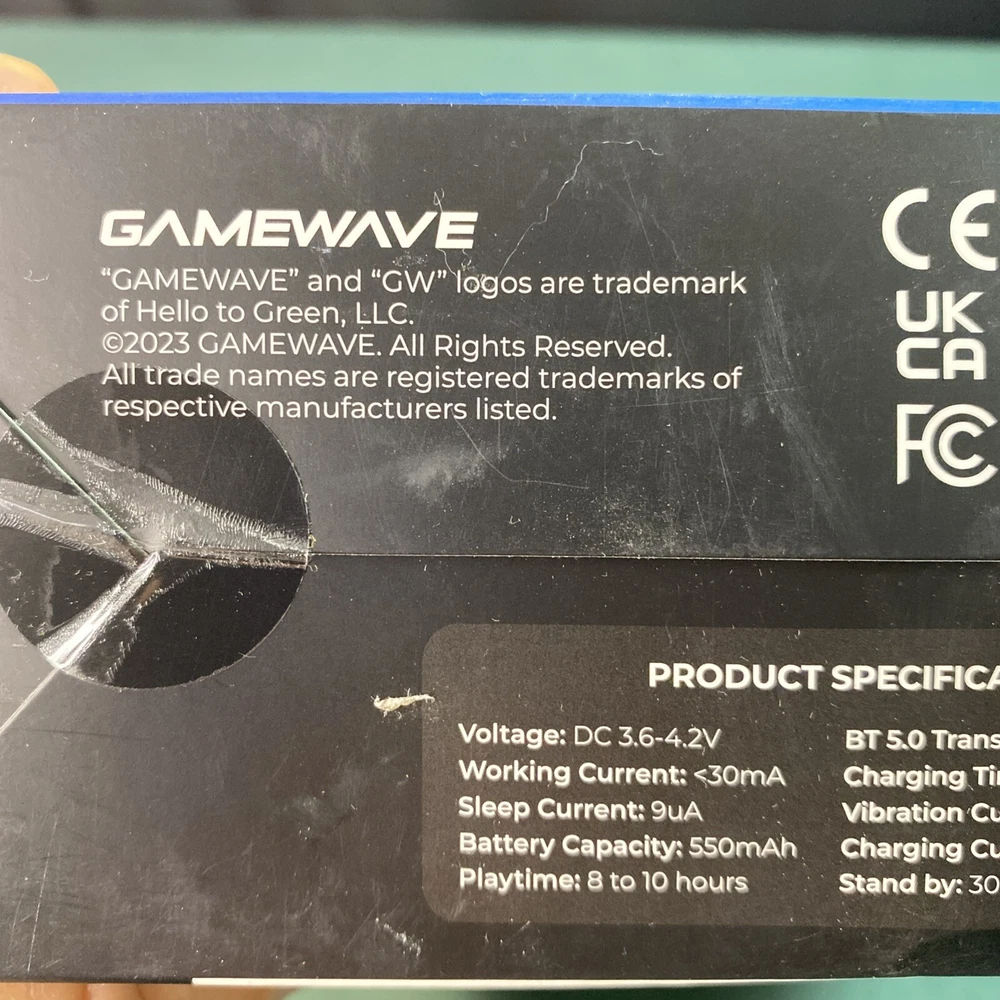 GAMEWAVE
“GAMEWAVE” and “GW” logos are trademark
of Hello to Green, LLC.
©2023 GAMEWAVE. All Rights Reserved.
All trade names are registered trademarks of
respective manufacturers listed.
CE
UK
CA
FC
PRODUCT
Voltage: DC 3.6-4.2V
Working Current: <30mA
Sleep Current: 9uA
Battery Capacity: 550mAh
Playtime: 8 to 10 hours
BT 5.0
Charging
Vibration
Charging
Stand by: